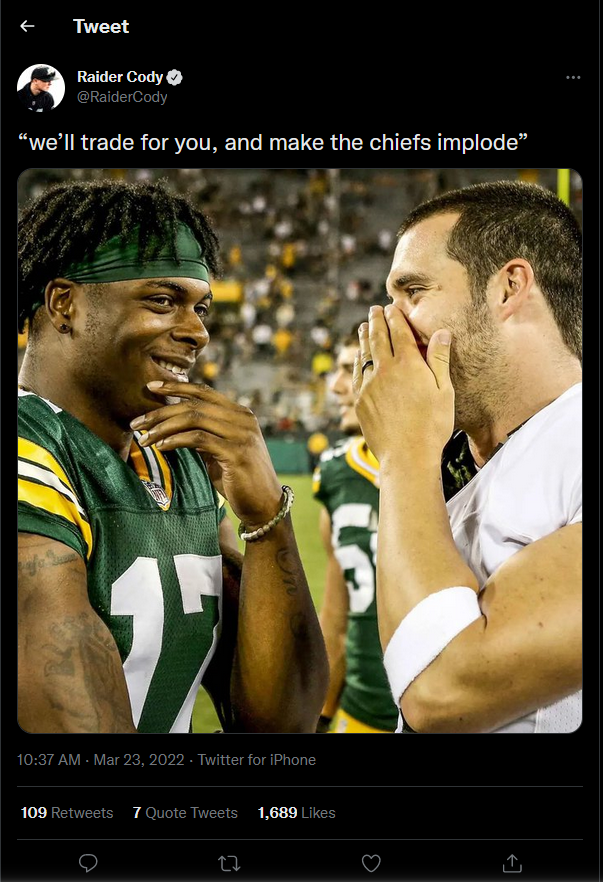 Tweet
Raider Cody
@RaiderCody
“we’ll trade for you, and make the chiefs implode”
17
10:37 AM · Mar 23, 2022 · Twitter for iPhone
109 Retweets 7 Quote Tweets 1,689 Likes